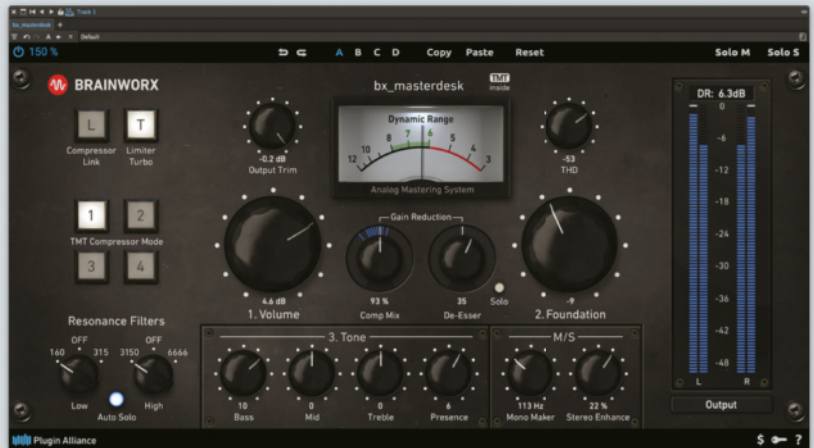 Track 1
bx_masterdesk +
A Default
150 % A B C D Copy Paste Reset Solo M Solo S
BRAINWORX
bx_masterdesk
TMT
inside
L
Compressor
Link
T
Limiter
Turbo
-0.2 dB
Output Trim
Dynamic Range
12 10 8 7 6 5 4 3
Analog Mastering System
-53
THD
1 2
TMT Compressor Mode
3 4
4.6 dB
1. Volume
Gain Reduction
93 %
Comp Mix
35
De-Esser
Solo
-9
2. Foundation
Resonance Filters
OFF
160 315
Low
Auto Solo
OFF
3150 6666
High
3. Tone
10
Bass
0
Mid
0
Treble
6
Presence
M/S
113 Hz
Mono Maker
22 %
Stereo Enhance
DR: 6.3dB
0
-6
-12
-18
-24
-30
-36
-42
-48
L R
Output
Plugin Alliance
$ ?